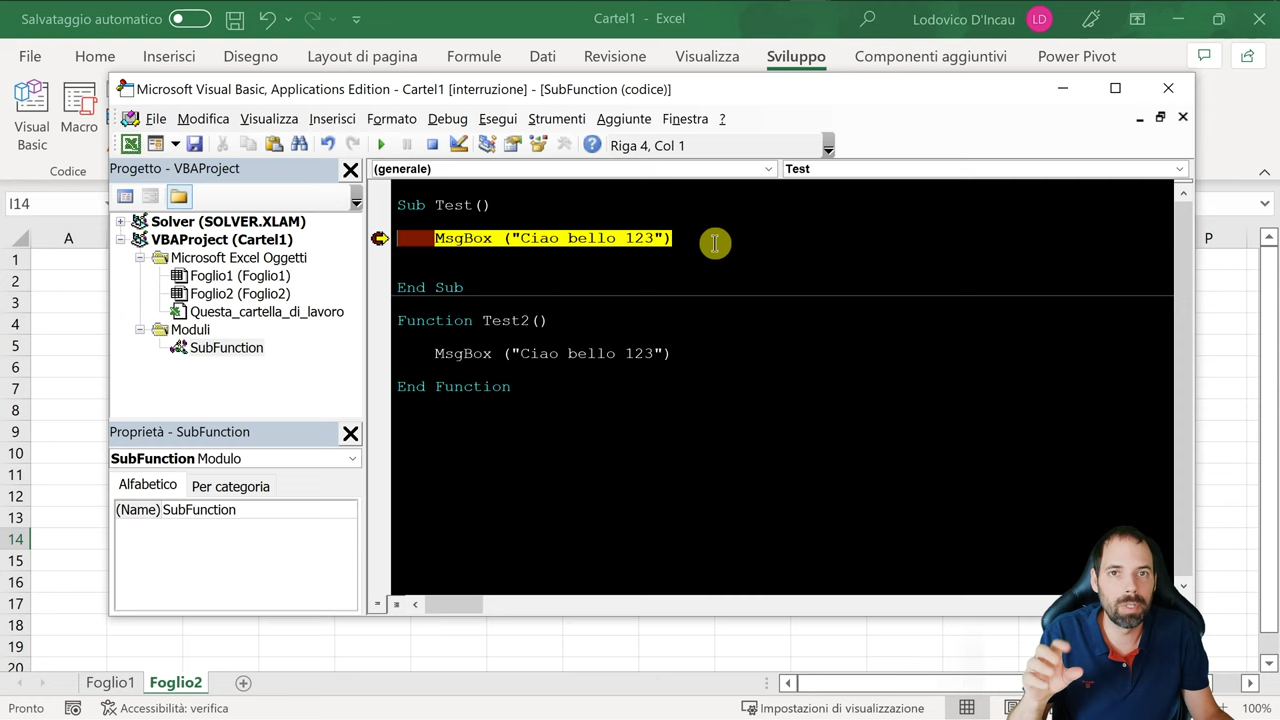 Salvataggio automatico
Cartel1 - Excel
Lodovico D'Incau
LD
File Home Inserisci Disegno Layout di pagina Formule Dati Revisione Visualizza Sviluppo Componenti aggiuntivi Power Pivot
Visual Basic
Macro
Codice
Microsoft Visual Basic, Applications Edition - Cartel1 [interruzione] - [SubFunction (codice)]
File Modifica Visualizza Inserisci Formato Debug Esegui Strumenti Aggiunte Finestra ?
Riga 4, Col 1
Progetto - VBAProject
(generale)
Test
Solver (SOLVER.XLAM)
VBAProject (Cartel1)
Microsoft Excel Oggetti
Foglio1 (Foglio1)
Foglio2 (Foglio2)
Questa_cartella_di_lavoro
Moduli
SubFunction
Proprietà - SubFunction
SubFunction Modulo
Alfabetico
Per categoria
(Name) SubFunction
Sub Test()
MsgBox ("Ciao bello 123")
End Sub
Function Test2()
MsgBox ("Ciao bello 123")
End Function
I14
A
P
1
2
3
4
5
6
7
8
9
10
11
12
13
14
15
16
17
18
19
20
Foglio1
Foglio2
Pronto
Accessibilità: verifica
Impostazioni di visualizzazione
100%